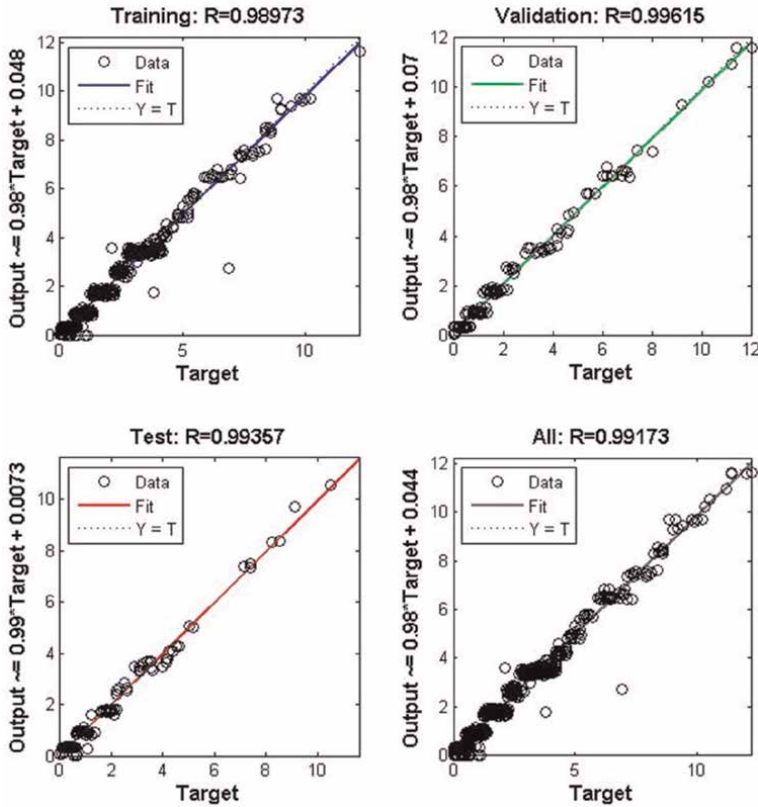 Training: R=0.98973
Output ~= 0.98*Target + 0.048
12
10
8
6
4
2
0
Data
Fit
Y = T
0
5
10
Target
Validation: R=0.99615
Output ~= 0.98*Target + 0.07
12
10
8
6
4
2
0
Data
Fit
Y = T
0
2
4
6
8
10
12
Target
Test: R=0.99357
Output ~= 0.99*Target + 0.0073
10
8
6
4
2
0
Data
Fit
Y = T
0
2
4
6
8
10
Target
All: R=0.99173
Output ~= 0.98*Target + 0.044
12
10
8
6
4
2
0
Data
Fit
Y = T
0
5
10
Target